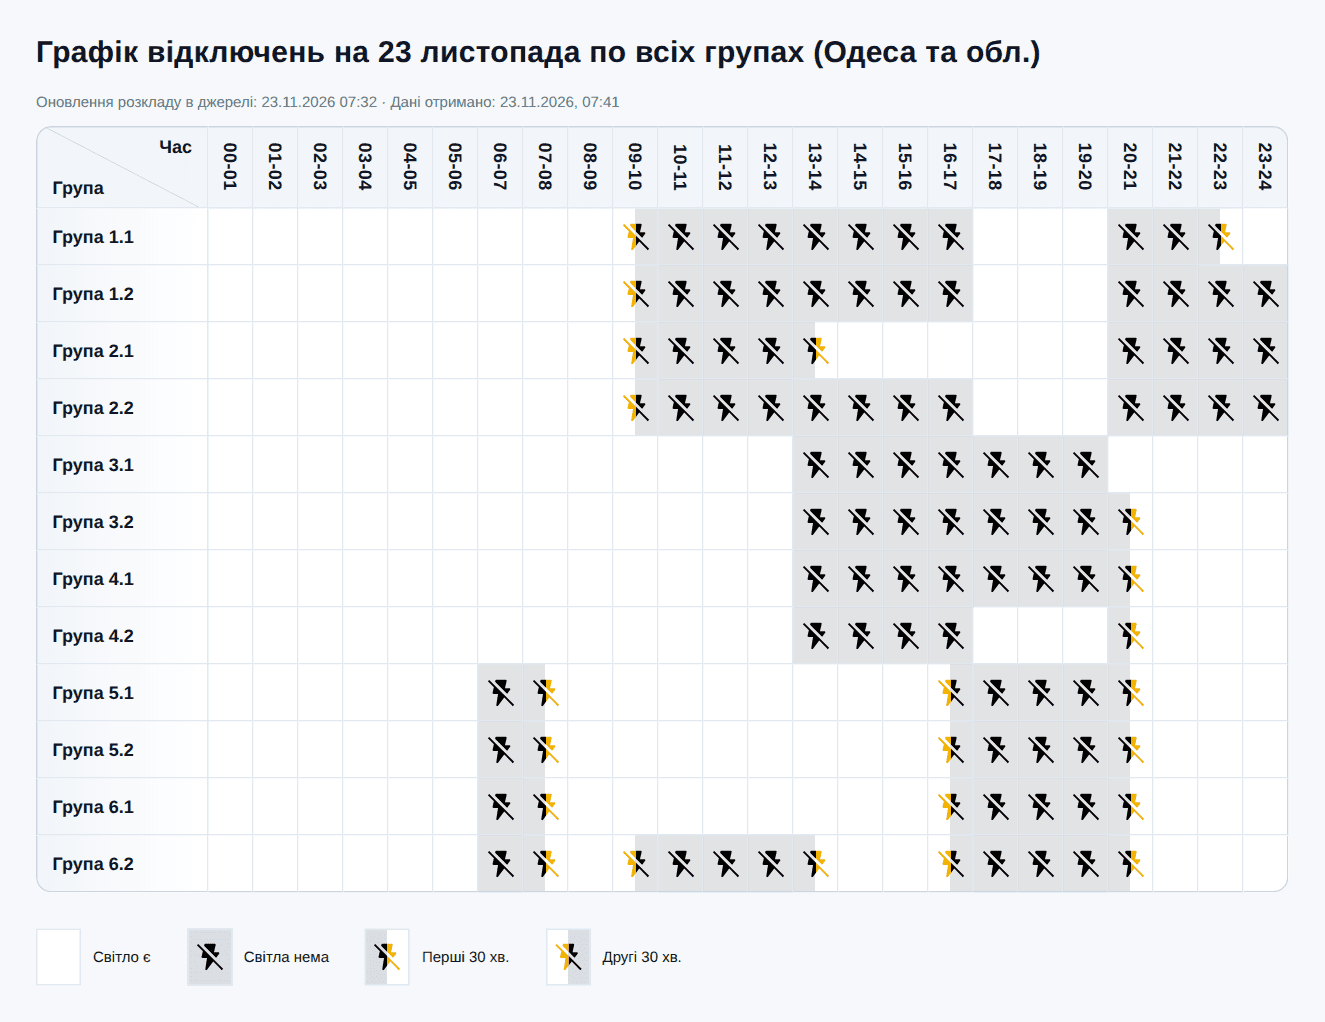 Графік відключень на 23 листопада по всіх групах (Одеса та обл.)
Оновлення розкладу в джерелі: 23.11.2026 07:32 · Дані отримано: 23.11.2026, 07:41
Час
Група
00-01 01-02 02-03 03-04 04-05 05-06 06-07 07-08 08-09 09-10 10-11 11-12 12-13 13-14 14-15 15-16 16-17 17-18 18-19 19-20 20-21 21-22 22-23 23-24
Група 1.1
Група 1.2
Група 2.1
Група 2.2
Група 3.1
Група 3.2
Група 4.1
Група 4.2
Група 5.1
Група 5.2
Група 6.1
Група 6.2
Світло є Світла нема Перші 30 хв. Другі 30 хв.